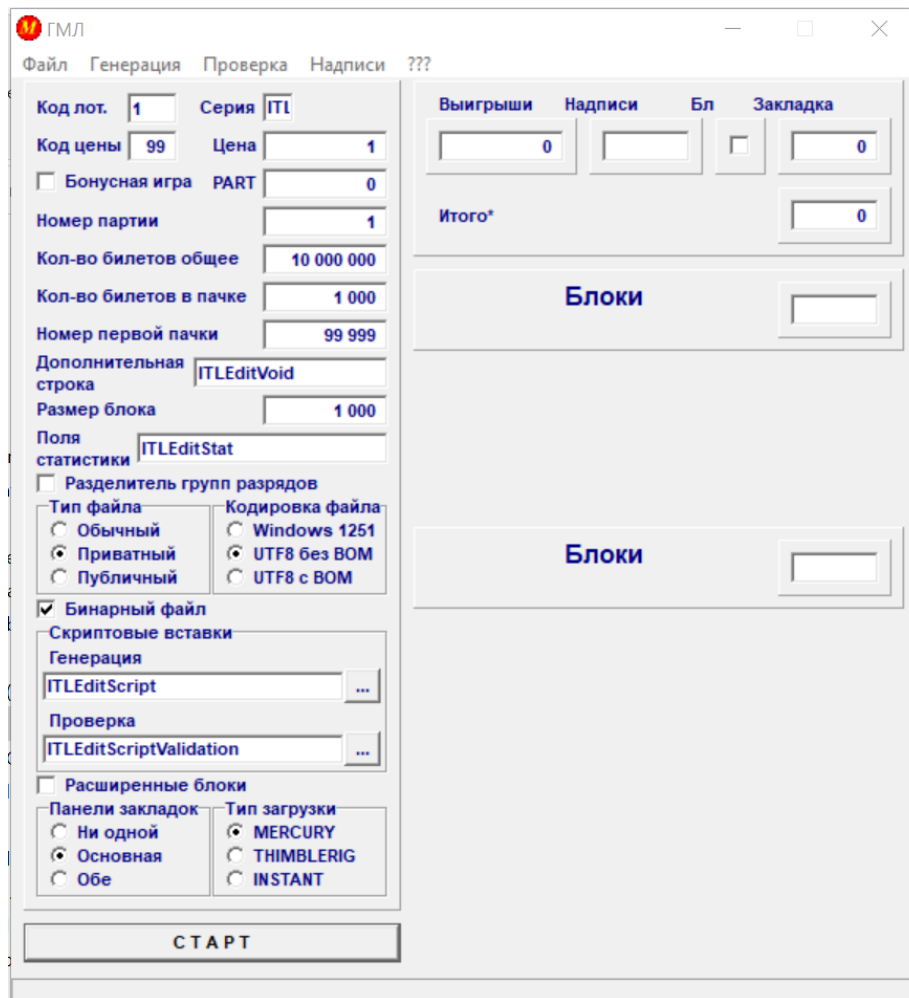 ГМЛ
Файл Генерация Проверка Надписи ???
Код лот. 1 Серия ITL
Код цены 99 Цена 1
Бонусная игра PART 0
Номер партии 1
Кол-во билетов общее 10 000 000
Кол-во билетов в пачке 1 000
Номер первой пачки 99 999
Дополнительная
строка ITLEditVoid
Размер блока 1 000
Поля
статистики ITLEditStat
Разделитель групп разрядов
Тип файла Кодировка файла
Обычный Windows 1251
Приватный UTF8 без BOM
Публичный UTF8 с BOM
Бинарный файл
Скриптовые вставки
Генерация
ITLEditScript ...
Проверка
ITLEditScriptValidation ...
Расширенные блоки
Панели закладок Тип загрузки
Ни одной MERCURY
Основная THIMBLERIG
Обе INSTANT
СТАРТ
Выигрыши Надписи Бл Закладка
0 0
Итого* 0
Блоки
Блоки